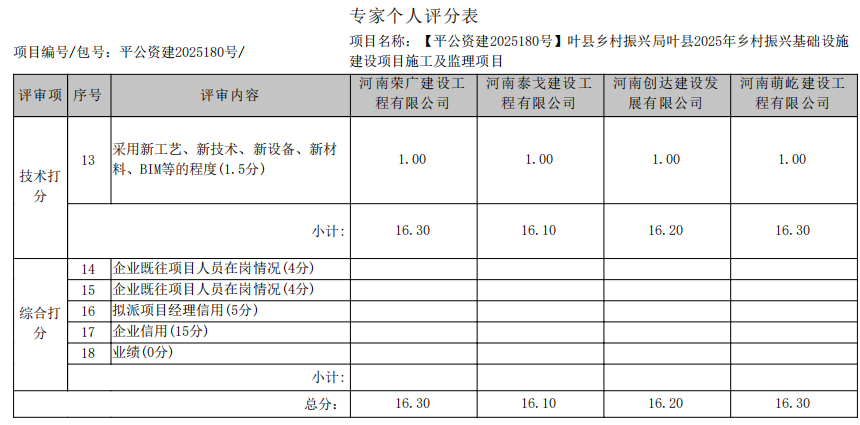 专家个人评分表
项目编号/包号: 平公资建2025180号/
项目名称: 【平公资建2025180号】叶县乡村振兴局叶县2025年乡村振兴基础设施
建设项目施工及监理项目
评审项 序号 评审内容 河南荣广建设工程有限公司 河南泰戈建设工程有限公司 河南创达建设发展有限公司 河南萌屹建设工程有限公司
技术打分
13 采用新工艺、新技术、新设备、新材料、BIM等的程度(1.5分) 1.00 1.00 1.00 1.00
小计: 16.30 16.10 16.20 16.30
综合打分
14 企业既往项目人员在岗情况(4分)
15 企业既往项目人员在岗情况(4分)
16 拟派项目经理信用(5分)
17 企业信用(15分)
18 业绩(0分)
小计:
总分: 16.30 16.10 16.20 16.30